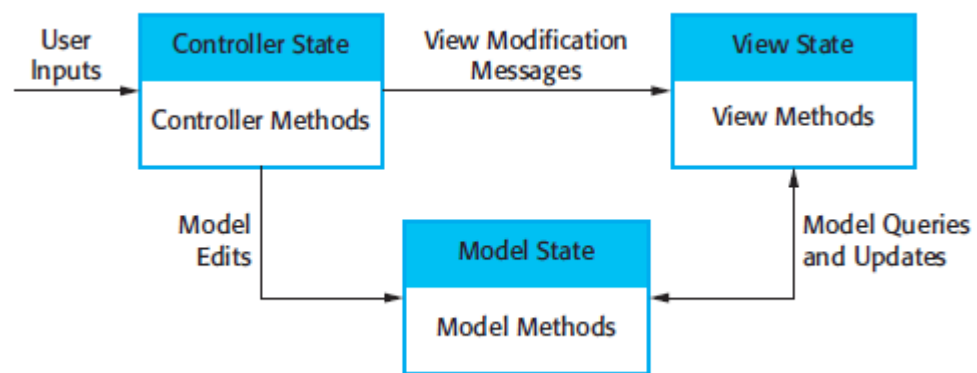 User
Inputs
Controller State
Controller Methods
View Modification
Messages
View State
View Methods
Model
Edits
Model State
Model Methods
Model Queries
and Updates